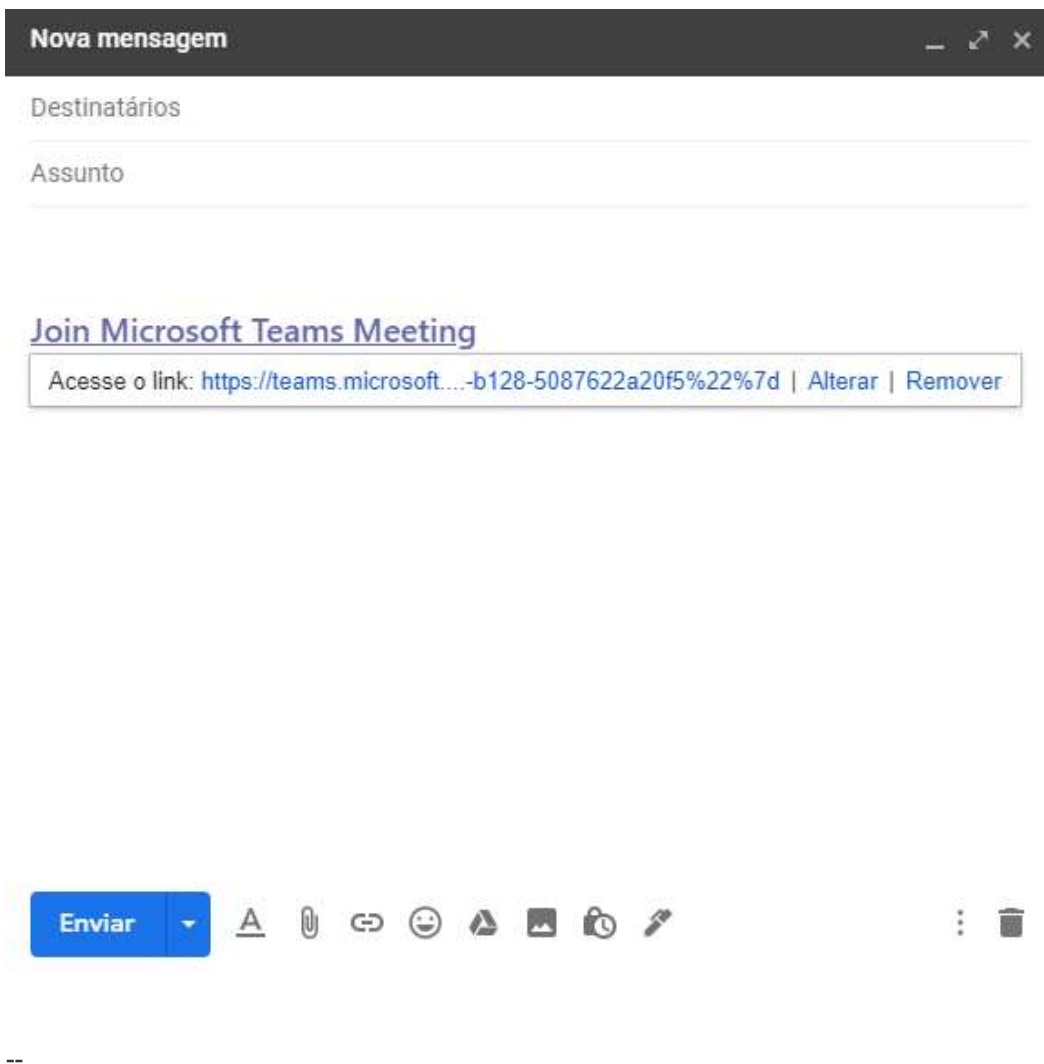 Nova mensagem
Destinatários
Assunto
Join Microsoft Teams Meeting
Acesse o link: https://teams.microsoft....-b128-5087622a20f5%22%7d | Alterar | Remover
Enviar
--